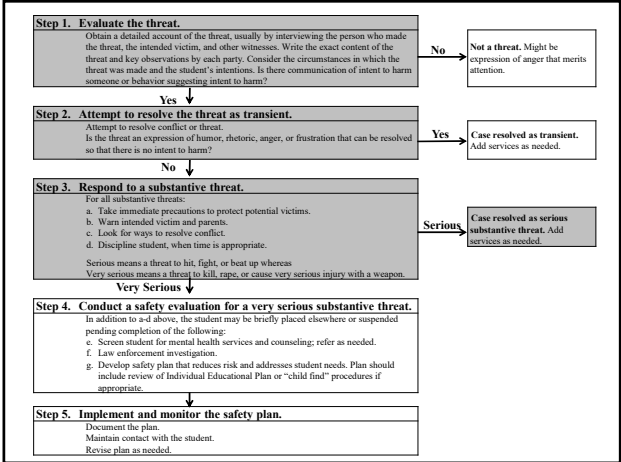 Step 1. Evaluate the threat.
Obtain a detailed account of the threat, usually by interviewing the person who made
the threat, the intended victim, and other witnesses. Write the exact content of the
threat and key observations by each party. Consider the circumstances in which the
threat was made and the student's intentions. Is there communication of intent to harm
someone or behavior suggesting intent to harm?
No
Not a threat. Might be
expression of anger that merits
attention.
Yes
Step 2. Attempt to resolve the threat as transient.
Attempt to resolve conflict or threat.
Is the threat an expression of humor, rhetoric, anger, or frustration that can be resolved
so that there is no intent to harm?
Yes
Case resolved as transient.
Add services as needed.
No
Step 3. Respond to a substantive threat.
For all substantive threats:
a. Take immediate precautions to protect potential victims.
b. Warn intended victim and parents.
c. Look for ways to resolve conflict.
d. Discipline student, when time is appropriate.
Serious means a threat to hit, fight, or beat up whereas
Very serious means a threat to kill, rape, or cause very serious injury with a weapon.
Serious
Case resolved as serious
substantive threat. Add
services as needed.
Very Serious
Step 4. Conduct a safety evaluation for a very serious substantive threat.
In addition to a-d above, the student may be briefly placed elsewhere or suspended
pending completion of the following:
e. Screen student for mental health services and counseling; refer as needed.
f. Law enforcement investigation.
g. Develop safety plan that reduces risk and addresses student needs. Plan should
include review of Individual Educational Plan or "child find" procedures if
appropriate.
Step 5. Implement and monitor the safety plan.
Document the plan.
Maintain contact with the student.
Revise plan as needed.